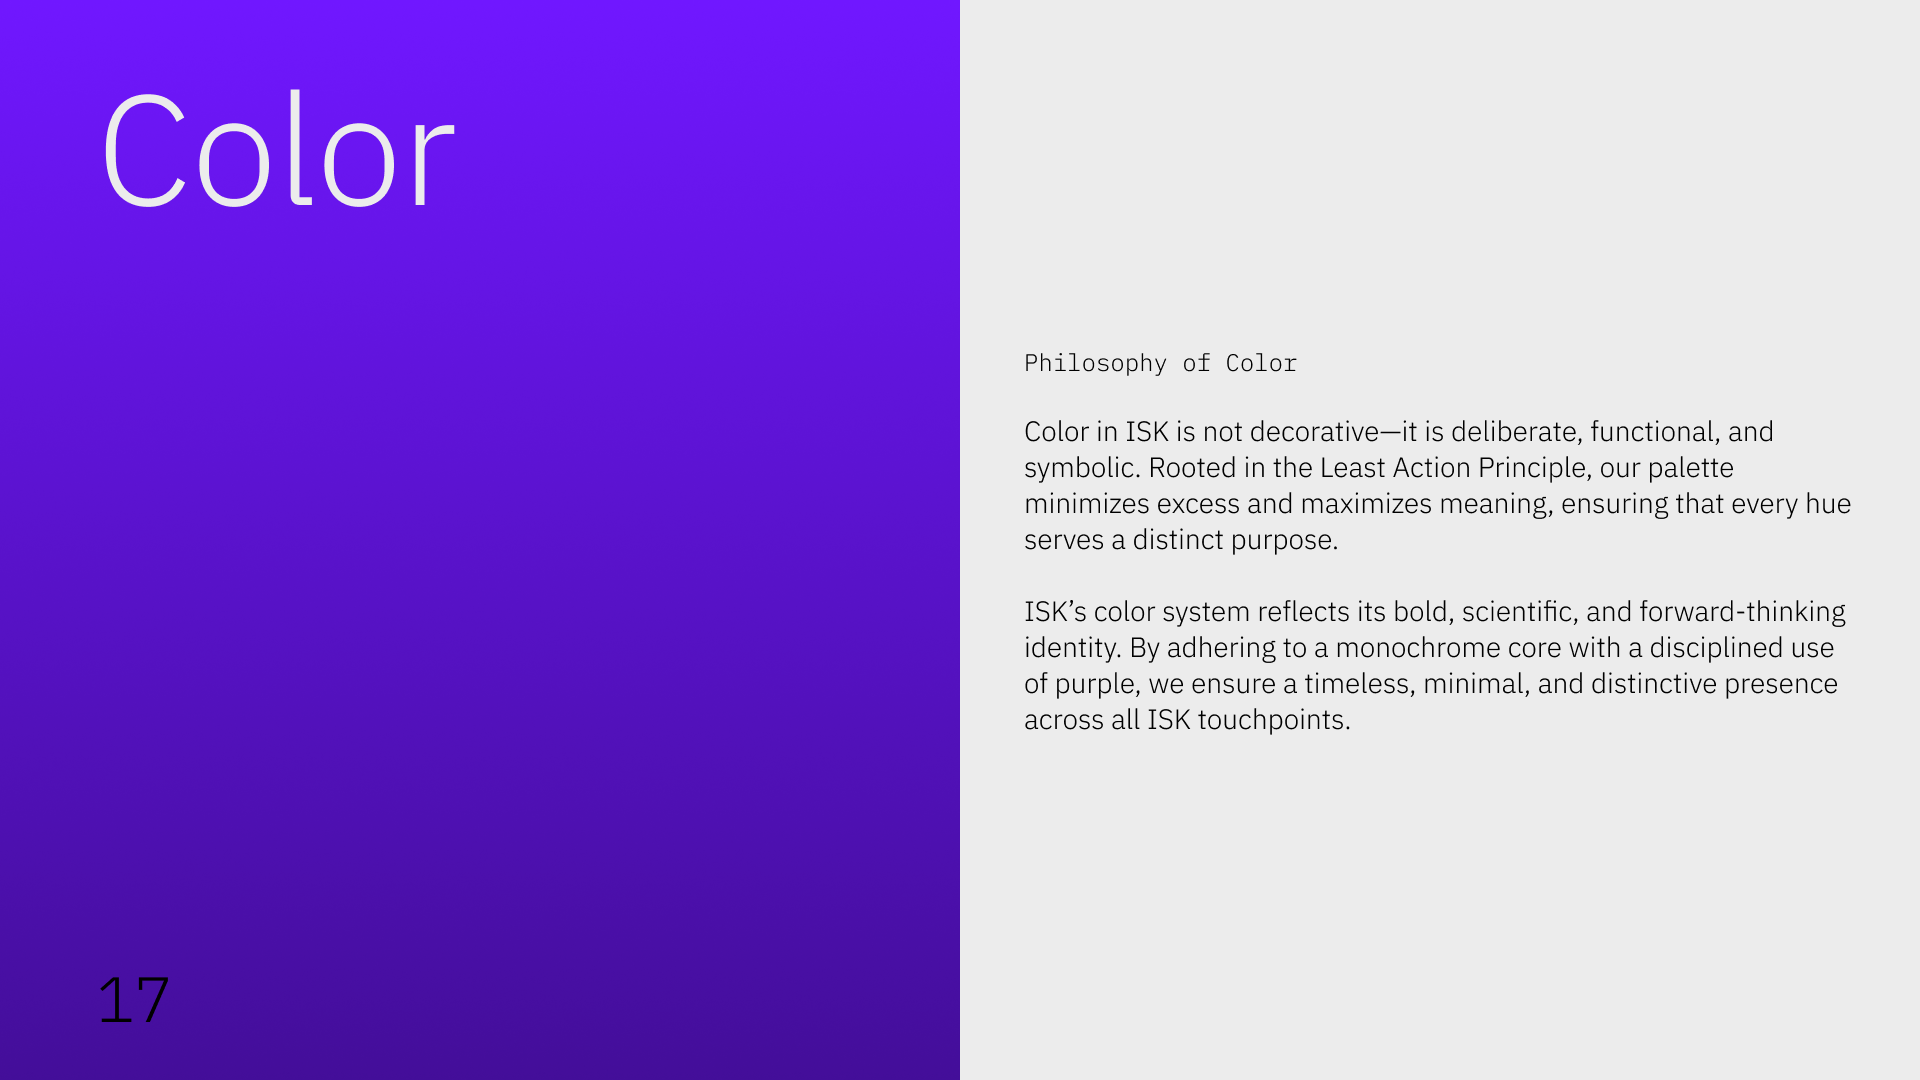 Color
Philosophy of Color
Color in ISK is not decorative—it is deliberate, functional, and
symbolic. Rooted in the Least Action Principle, our palette
minimizes excess and maximizes meaning, ensuring that every hue
serves a distinct purpose.
ISK’s color system reflects its bold, scientific, and forward-thinking
identity. By adhering to a monochrome core with a disciplined use
of purple, we ensure a timeless, minimal, and distinctive presence
across all ISK touchpoints.
17